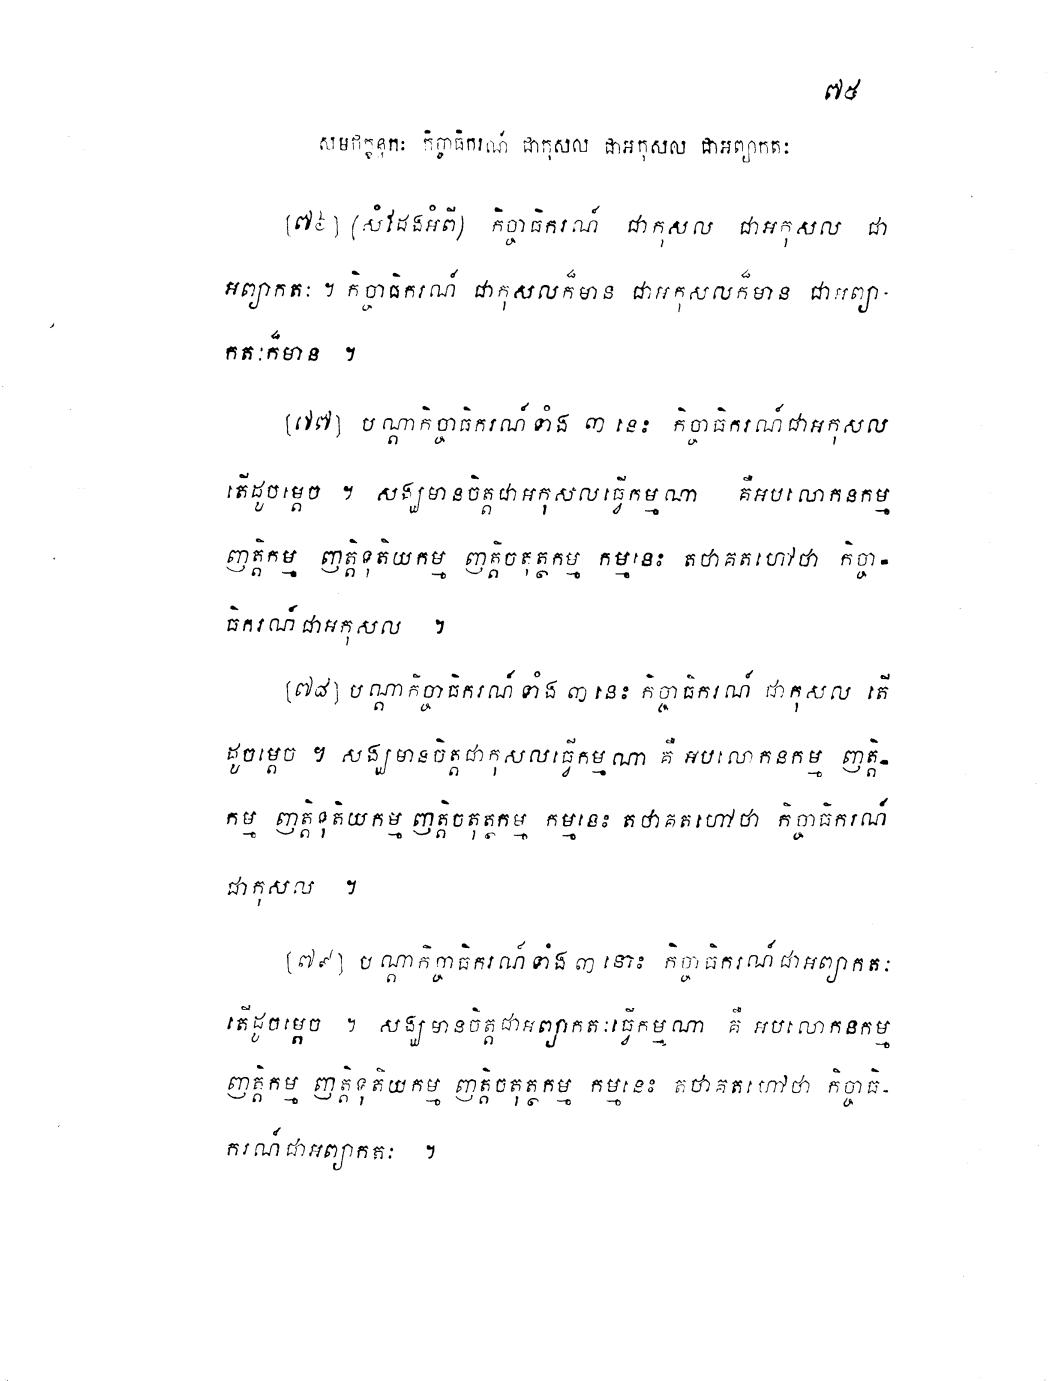 ៧៥
សមថក្ខន្ធកៈ កិច្ចាធិករណ៍ ជាកុសល ជាអកុសល ជាអព្យាកតៈ
[៧៦] (សំដែងអំពី) កិច្ចាធិករណ៍ ជាកុសល ជាអកុសល ជា
អព្យាកតៈ ។ កិច្ចាធិករណ៍ ជាកុសលក៏មាន ជាអកុសលក៏មាន ជាអព្យា-
កតៈក៏មាន ។
[៧៧] បណ្តាកិច្ចាធិករណ៍ទាំង ៣ នេះ កិច្ចាធិករណ៍ជាអកុសល
តើដូចម្តេច ។ សង្ឃមានចិត្តជាអកុសលធ្វើកម្មណា គឺអបលោកនកម្ម
ញត្តិកម្ម ញត្តិទុតិយកម្ម ញត្តិចតុត្ថកម្ម កម្មនេះ តថាគតហៅថា កិច្ចា-
ធិករណ៍ជាអកុសល ។
[៧៨] បណ្តាកិច្ចាធិករណ៍ទាំង ៣ នេះ កិច្ចាធិករណ៍ ជាកុសល តើ
ដូចម្តេច ។ សង្ឃមានចិត្តជាកុសលធ្វើកម្មណា គឺ អបលោកនកម្ម ញត្តិ-
កម្ម ញត្តិទុតិយកម្ម ញត្តិចតុត្ថកម្ម កម្មនេះ តថាគតហៅថា កិច្ចាធិករណ៍
ជាកុសល ។
[៧៩] បណ្តាកិច្ចាធិករណ៍ទាំង ៣ នោះ កិច្ចាធិករណ៍ជាអព្យាកតៈ
តើដូចម្តេច ។ សង្ឃមានចិត្តជាអព្យាកតៈធ្វើកម្មណា គឺ អបលោកនកម្ម
ញត្តិកម្ម ញត្តិទុតិយកម្ម ញត្តិចតុត្ថកម្ម កម្មនេះ តថាគតហៅថា កិច្ចាធិ-
ករណ៍ជាអព្យាកតៈ ។